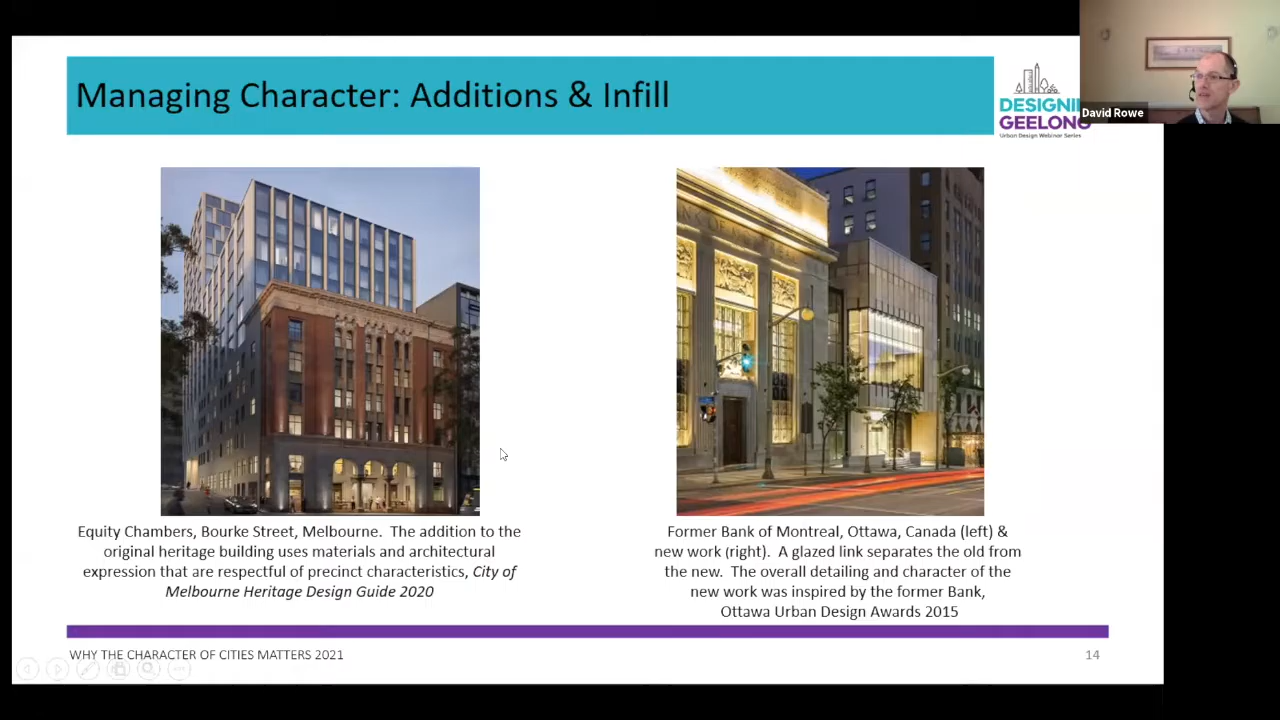 Managing Character: Additions & Infill
DESIGNI
GEELONG
Urban Design Webinar Series
David Rowe
Equity Chambers, Bourke Street, Melbourne. The addition to the
original heritage building uses materials and architectural
expression that are respectful of precinct characteristics, City of
Melbourne Heritage Design Guide 2020
Former Bank of Montreal, Ottawa, Canada (left) &
new work (right). A glazed link separates the old from
the new. The overall detailing and character of the
new work was inspired by the former Bank,
Ottawa Urban Design Awards 2015
WHY THE CHARACTER OF CITIES MATTERS 2021
14